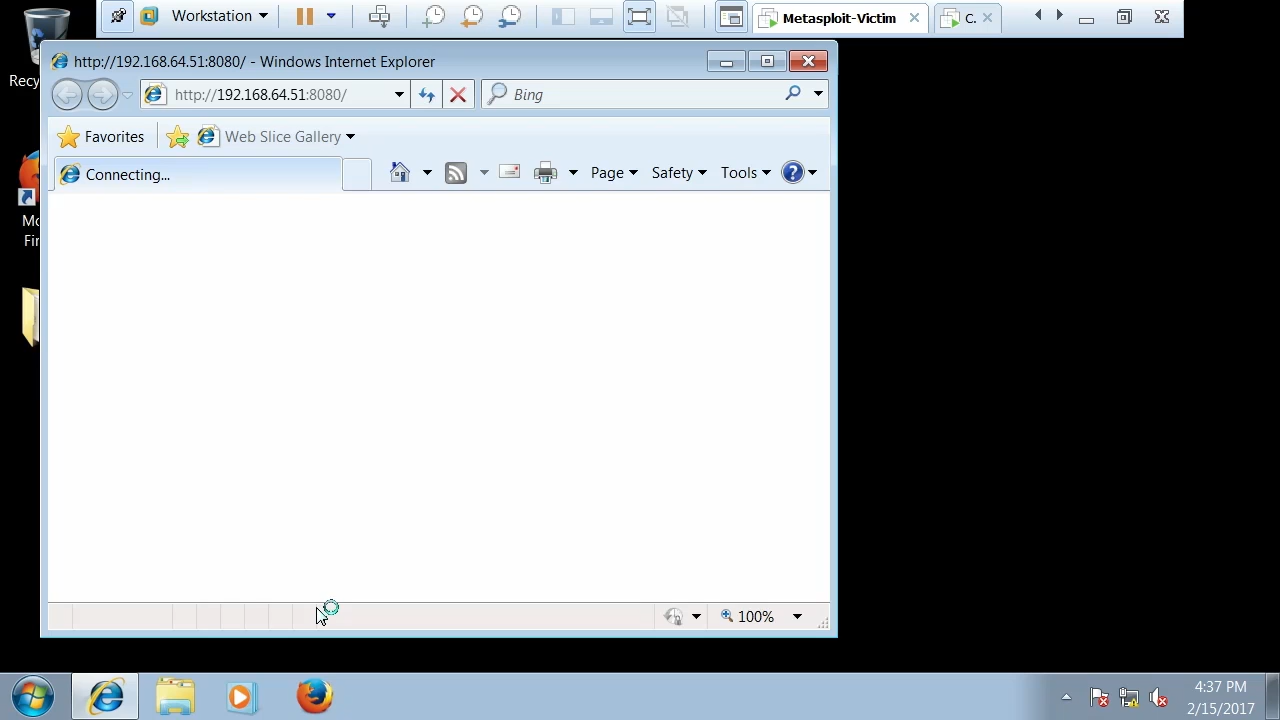 Workstation
Metasploit-Victim
C.
Recy
http://192.168.64.51:8080/ - Windows Internet Explorer
http://192.168.64.51:8080/
Bing
Favorites
Web Slice Gallery
Connecting...
Page
Safety
Tools
Mo
Fir
100%
4:37 PM
2/15/2017